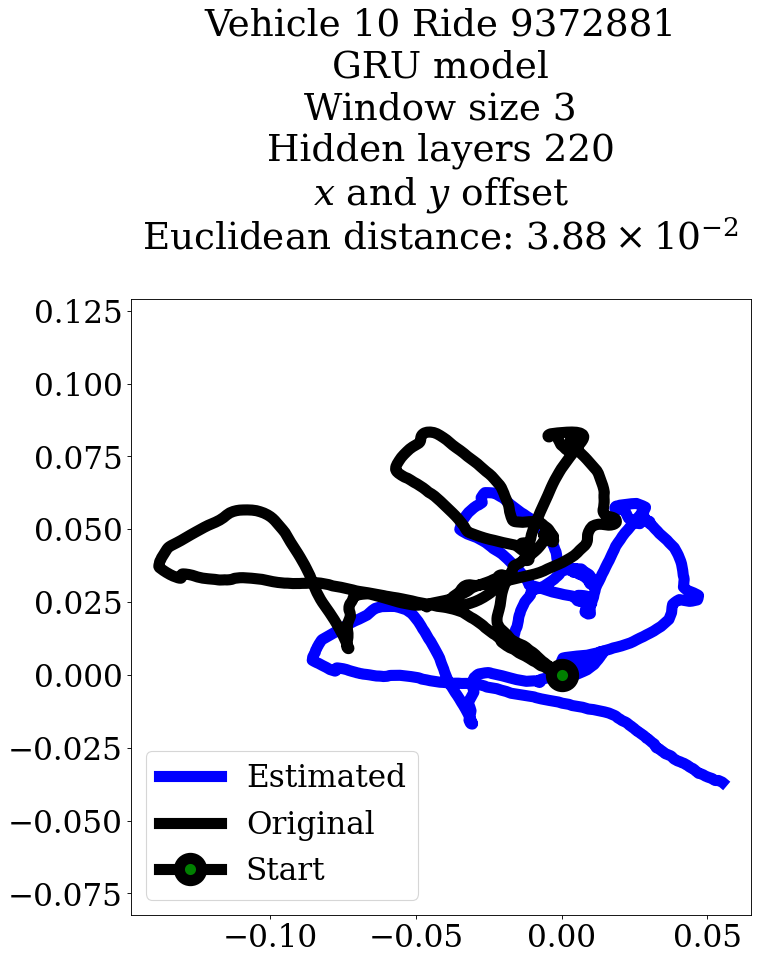 Vehicle 10 Ride 9372881
GRU model
Window size 3
Hidden layers 220
x and y offset
Euclidean distance: 3.88 × 10⁻²
0.125
0.100
0.075
0.050
0.025
0.000
−0.025
−0.050
−0.075
Estimated
Original
Start
−0.10 −0.05 0.00 0.05